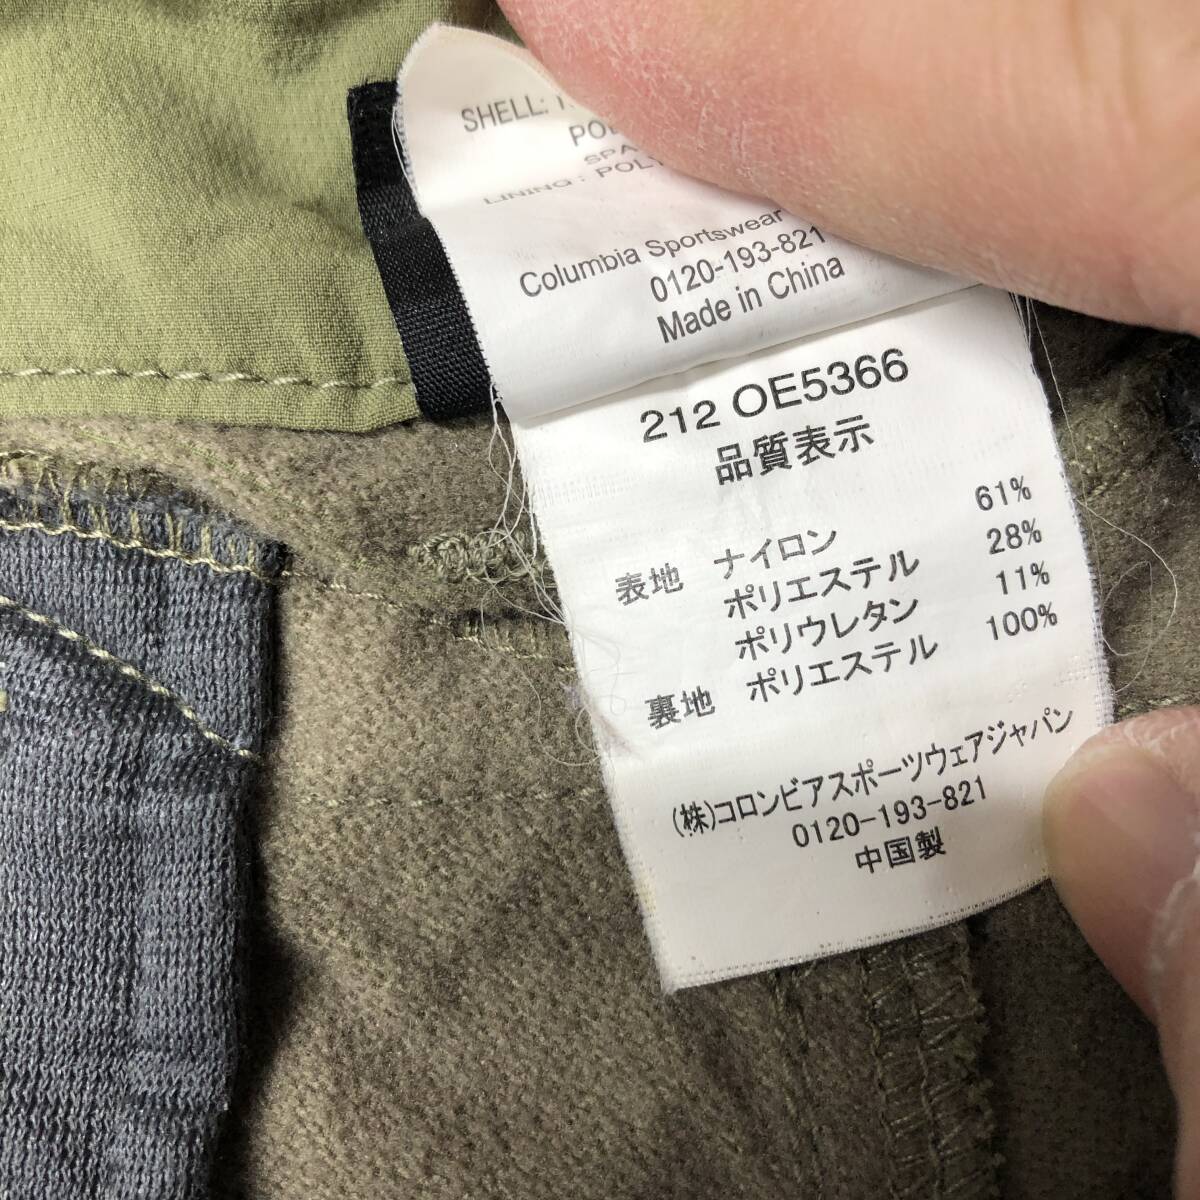 SHELL:
LINING: POLY
Columbia Sportswear
0120-193-821
Made in China
212 OE5366
品質表示
表地 ナイロン 61%
ポリエステル 28%
ポリウレタン 11%
裏地 ポリエステル 100%
(株)コロンビアスポーツウェアジャパン
0120-193-821
中国製